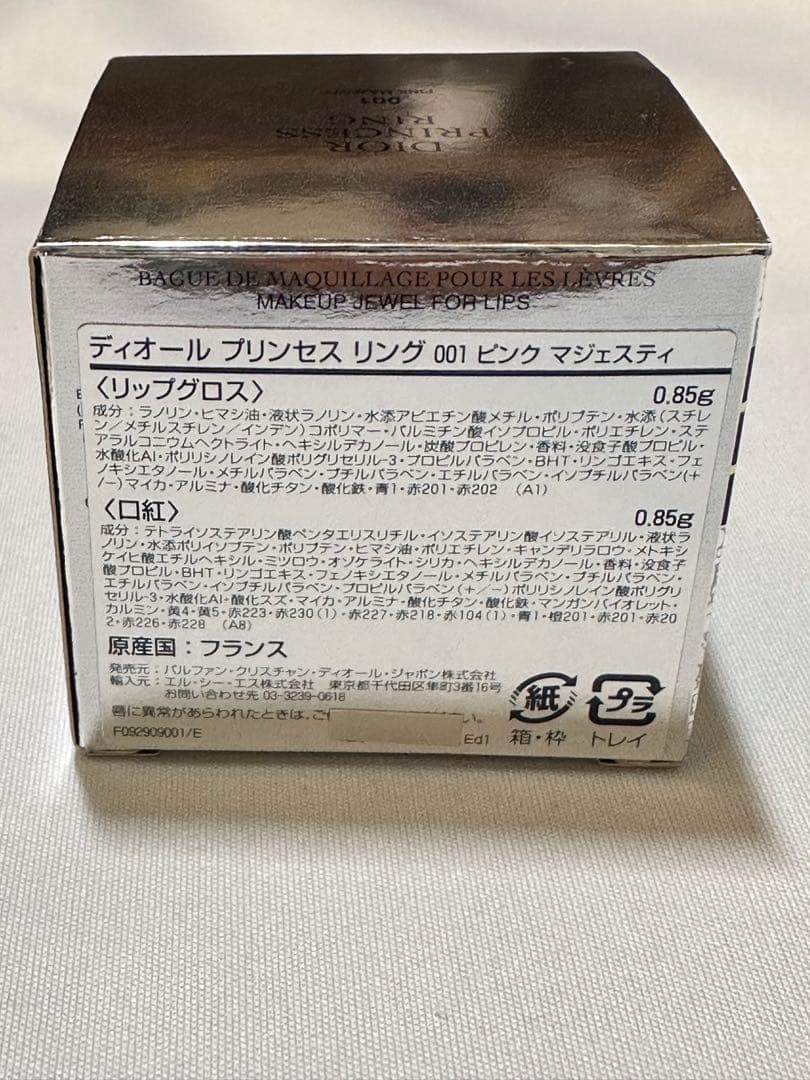 001
PINK MAJESTY
DIOR
PRINCESS
RING
BAGUE DE MAQUILLAGE POUR LES LÈVRES
MAKEUP JEWEL FOR LIPS
ディオール プリンセス リング 001 ピンク マジェスティ
〈リップグロス〉 0.85g
成分：ラノリン・ヒマシ油・液状ラノリン・水添アビエチン酸メチル・ポリブテン・水添(スチレ
ン／メチルスチレン／インデン)コポリマー・パルミチン酸イソプロピル・ポリエチレン・ステ
アラルコニウムヘクトライト・ヘキシルデカノール・炭酸プロピレン・香料・没食子酸プロピル・
水酸化Al・ポリリシノレイン酸ポリグリセリル-3・プロピルパラベン・BHT・リンゴエキス・フェ
ノキシエタノール・メチルパラベン・ブチルパラベン・エチルパラベン・イソブチルパラベン(＋
/－)マイカ・アルミナ・酸化チタン・酸化鉄・青1・赤201・赤202 (A1)
〈口紅〉 0.85g
成分：テトライソステアリン酸ペンタエリスリチル・イソステアリン酸イソステアリル・液状ラ
ノリン・水添ポリイソブテン・ポリブテン・ヒマシ油・ポリエチレン・キャンデリラロウ・メトキシ
ケイヒ酸エチルヘキシル・ミツロウ・オゾケライト・シリカ・ヘキシルデカノール・香料・没食子
酸プロピル・BHT・リンゴエキス・フェノキシエタノール・メチルパラベン・ブチルパラベン・
エチルパラベン・イソブチルパラベン・プロピルパラベン(＋/－)ポリリシノレイン酸ポリグリ
セリル-3・水酸化Al・酸化スズ・マイカ・アルミナ・酸化チタン・酸化鉄・マンガンバイオレット・
カルミン・黄4・黄5・赤223・赤230(1)・赤227・赤218・赤104(1)・青1・橙201・赤201・赤20
2・赤226・赤228 (A8)
原産国：フランス
発売元：パルファン・クリスチャン・ディオール・ジャポン株式会社
輸入元：エル・シー・エス株式会社 東京都千代田区隼町3番16号
お問い合わせ先 03-3239-0618
唇に異常があらわれたときは、ご い。
F092909001/E Ed1
紙 プラ
箱・枠 トレイ